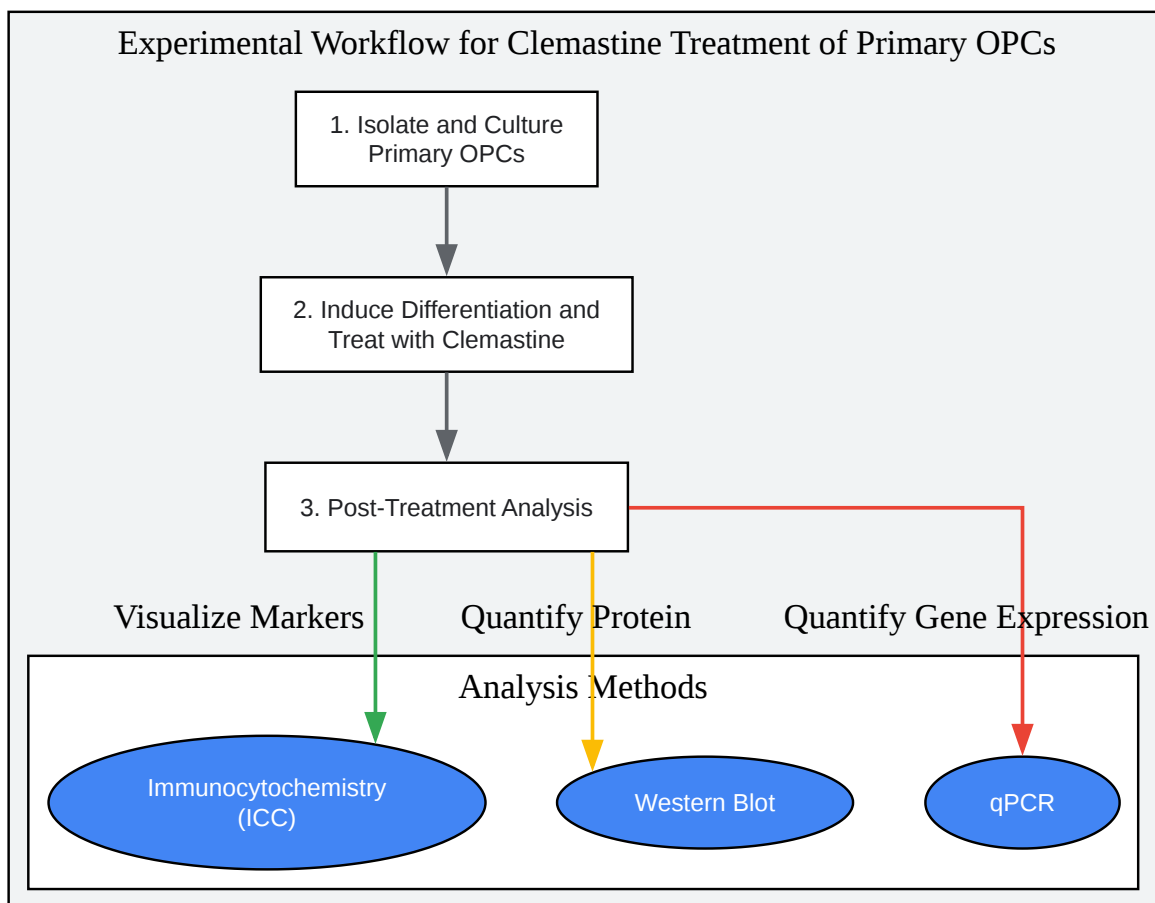 Experimental Workflow for Clemastine Treatment of Primary OPCs
1. Isolate and Culture
Primary OPCs
2. Induce Differentiation and
Treat with Clemastine
3. Post-Treatment Analysis
Visualize Markers
Quantify Protein
Quantify Gene Expression
Analysis Methods
Immunocytochemistry
(ICC)
Western Blot
qPCR